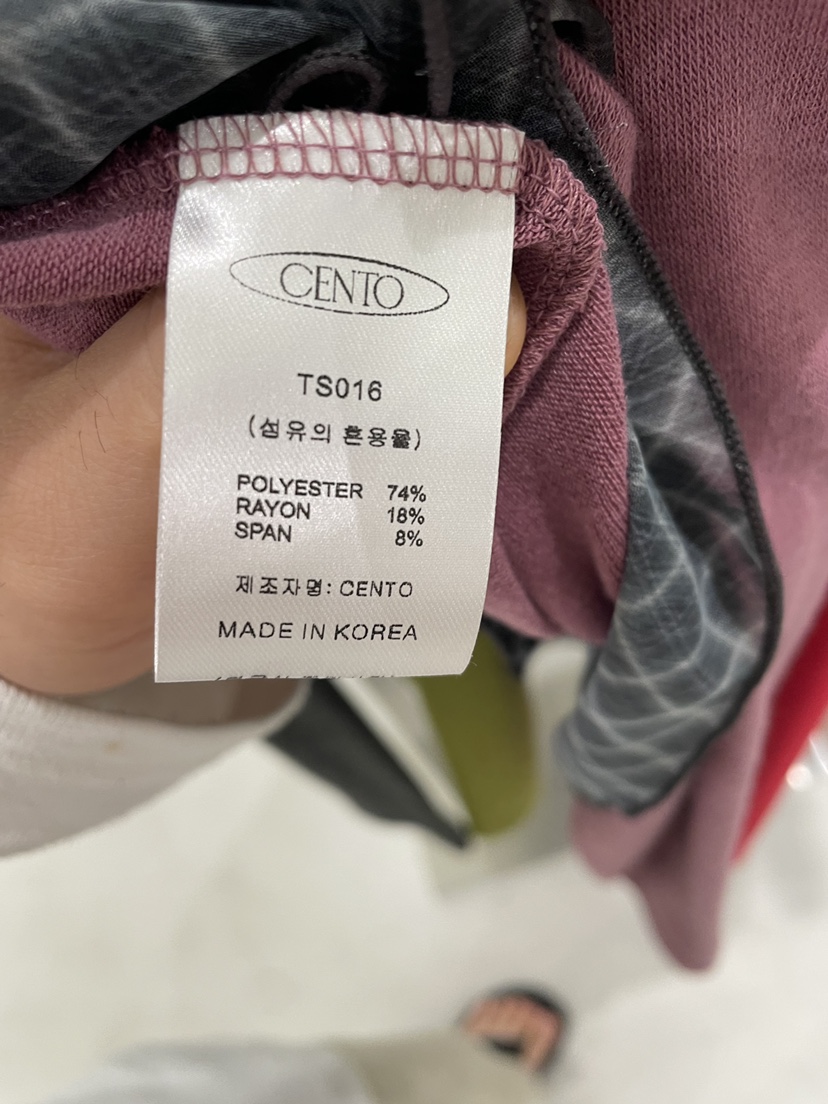 CENTO
TS016
(섬유의 혼용율)
POLYESTER 74%
RAYON 18%
SPAN 8%
제조자명: CENTO
MADE IN KOREA